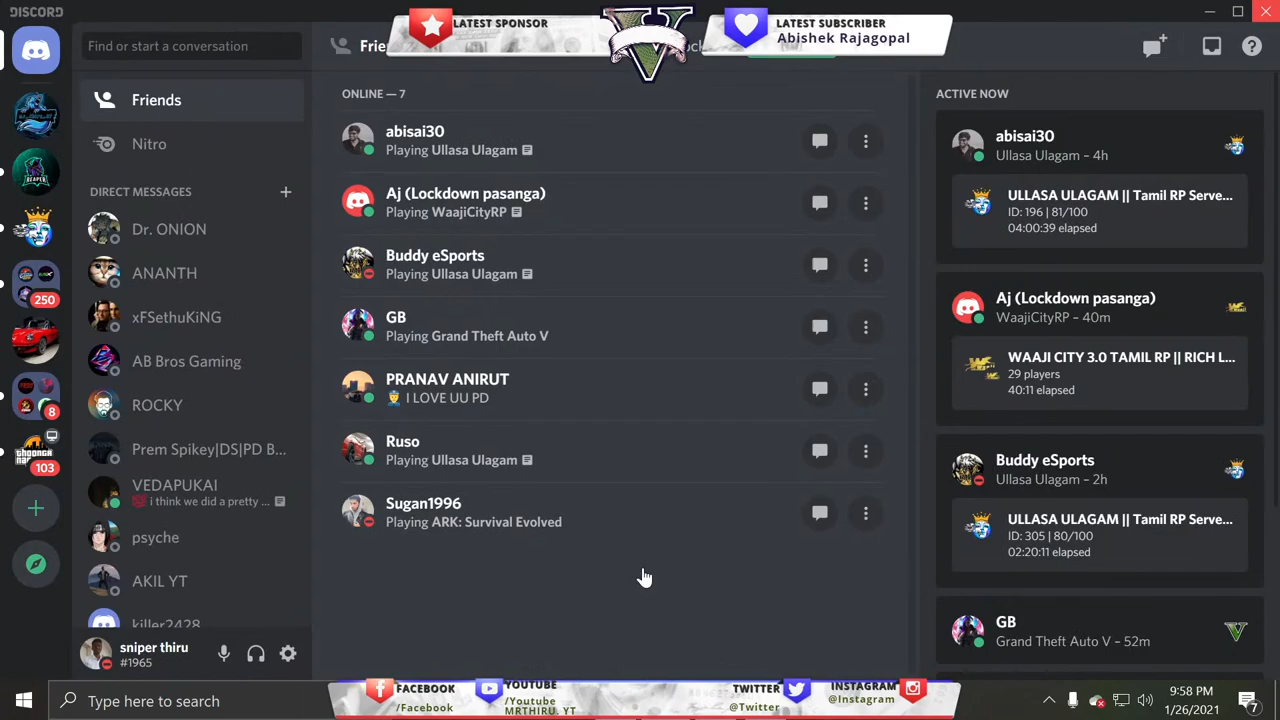 DISCORD
Find or start a conversation
Friends
Nitro
DIRECT MESSAGES
Dr. ONION
ANANTH
xFSethuKiNG
AB Bros Gaming
ROCKY
Prem Spikey|DS|PD B...
VEDAPUKAI
i think we did a pretty ...
psyche
AKIL YT
killer2428
sniper thiru
#1965
250
8
103
REAPER
LATEST SPONSOR
LATEST SUBSCRIBER
Abishek Rajagopal
ONLINE — 7
abisai30
Playing Ullasa Ulagam
Aj (Lockdown pasanga)
Playing WaajiCityRP
Buddy eSports
Playing Ullasa Ulagam
GB
Playing Grand Theft Auto V
PRANAV ANIRUT
I LOVE UU PD
Ruso
Playing Ullasa Ulagam
Sugan1996
Playing ARK: Survival Evolved
ACTIVE NOW
abisai30
Ullasa Ulagam – 4h
ULLASA ULAGAM || Tamil RP Serve...
ID: 196 | 81/100
04:00:39 elapsed
Aj (Lockdown pasanga)
WaajiCityRP – 40m
WAAJI CITY 3.0 TAMIL RP || RICH L...
29 players
40:11 elapsed
Buddy eSports
Ullasa Ulagam – 2h
ULLASA ULAGAM || Tamil RP Serve...
ID: 305 | 80/100
02:20:11 elapsed
GB
Grand Theft Auto V – 52m
Type here to search
FACEBOOK
/Facebook
YOUTUBE
/Youtube
MRTHIRU. YT
TWITTER
@Twitter
INSTAGRAM
@Instagram
9:58 PM
1/26/2021
7